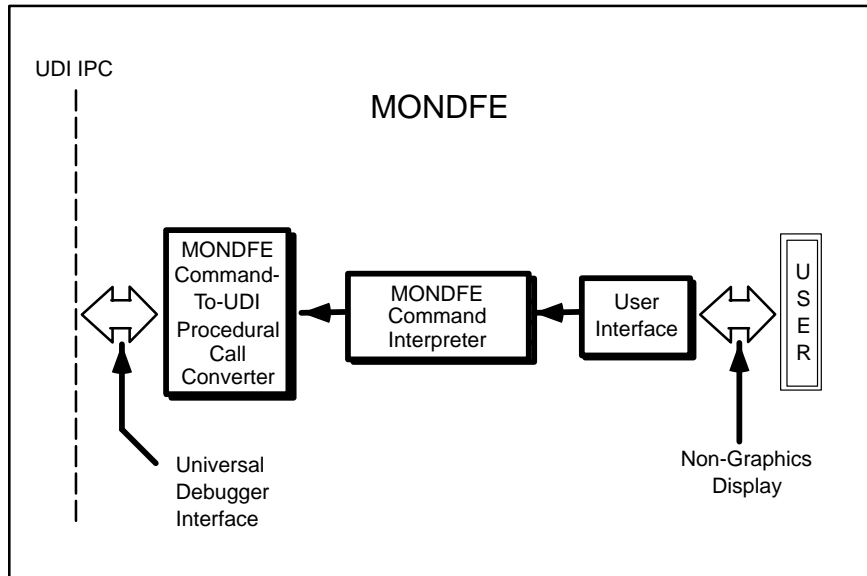 UDI IPC
MONDFE
MONDFE
Command-
To-UDI
Procedural
Call
Converter
MONDFE
Command
Interpreter
User
Interface
U
S
E
R
Universal
Debugger
Interface
Non-Graphics
Display